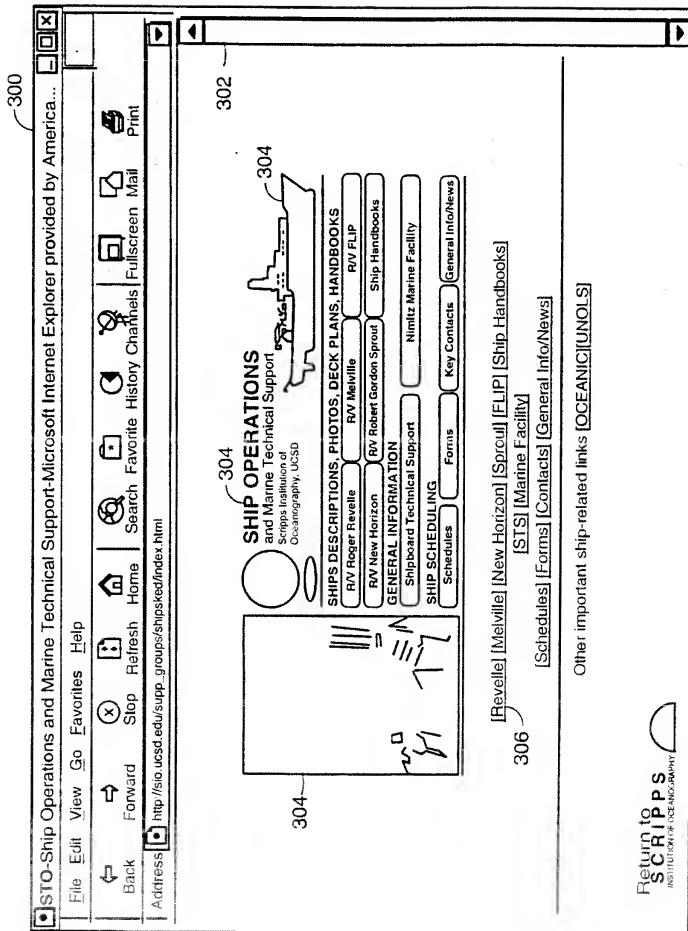 300
STO-Ship Operations and Marine Technical Support-Microsoft Internet Explorer provided by America...
File Edit View Go Favorites Help
Back Forward Stop Refresh Home Search Favorite History Channels Fullscreen Mail Print
Address http://sio.ucsd.edu/supp_groups/shipsked/index.html
302
304
SHIP OPERATIONS
and Marine Technical Support
Scripps Institution of
Oceanography, UCSD
304
304
SHIPS DESCRIPTIONS, PHOTOS, DECK PLANS, HANDBOOKS
R/V Roger Revelle R/V Melville R/V FLIP
R/V New Horizon R/V Robert Gordon Sprout Ship Handbooks
GENERAL INFORMATION
Shipboard Technical Support Nimitz Marine Facility
SHIP SCHEDULING
Schedules Forms Key Contacts General Info/News
306
[Revelle] [Melville] [New Horizon] [Sprout] [FLIP] [Ship Handbooks]
[STS] [Marine Facility]
[Schedules] [Forms] [Contacts] [General Info/News]
Other important ship-related links [OCEANIC][UNOLS]
Return to
SCRIPPS
INSTITUTION OF OCEANOGRAPHY